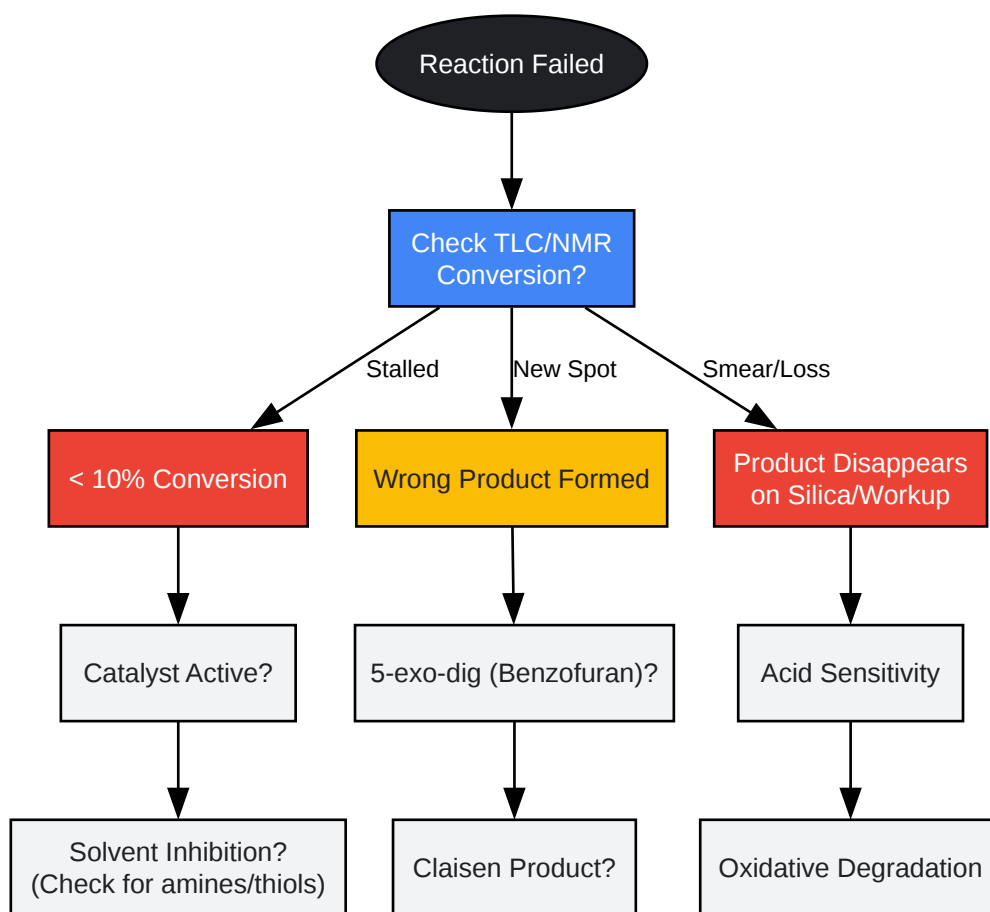 Reaction Failed
Check TLC/NMR
Conversion?
Stalled
New Spot
Smear/Loss
< 10% Conversion
Wrong Product Formed
Product Disappears
on Silica/Workup
Catalyst Active?
5-exo-dig (Benzofuran)?
Acid Sensitivity
Solvent Inhibition?
(Check for amines/thiols)
Claisen Product?
Oxidative Degradation